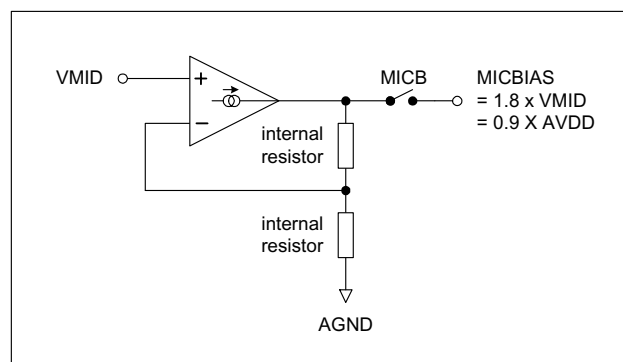 VMID
+
−
MICB
MICBIAS
= 1.8 x VMID
= 0.9 X AVDD
internal
resistor
internal
resistor
AGND